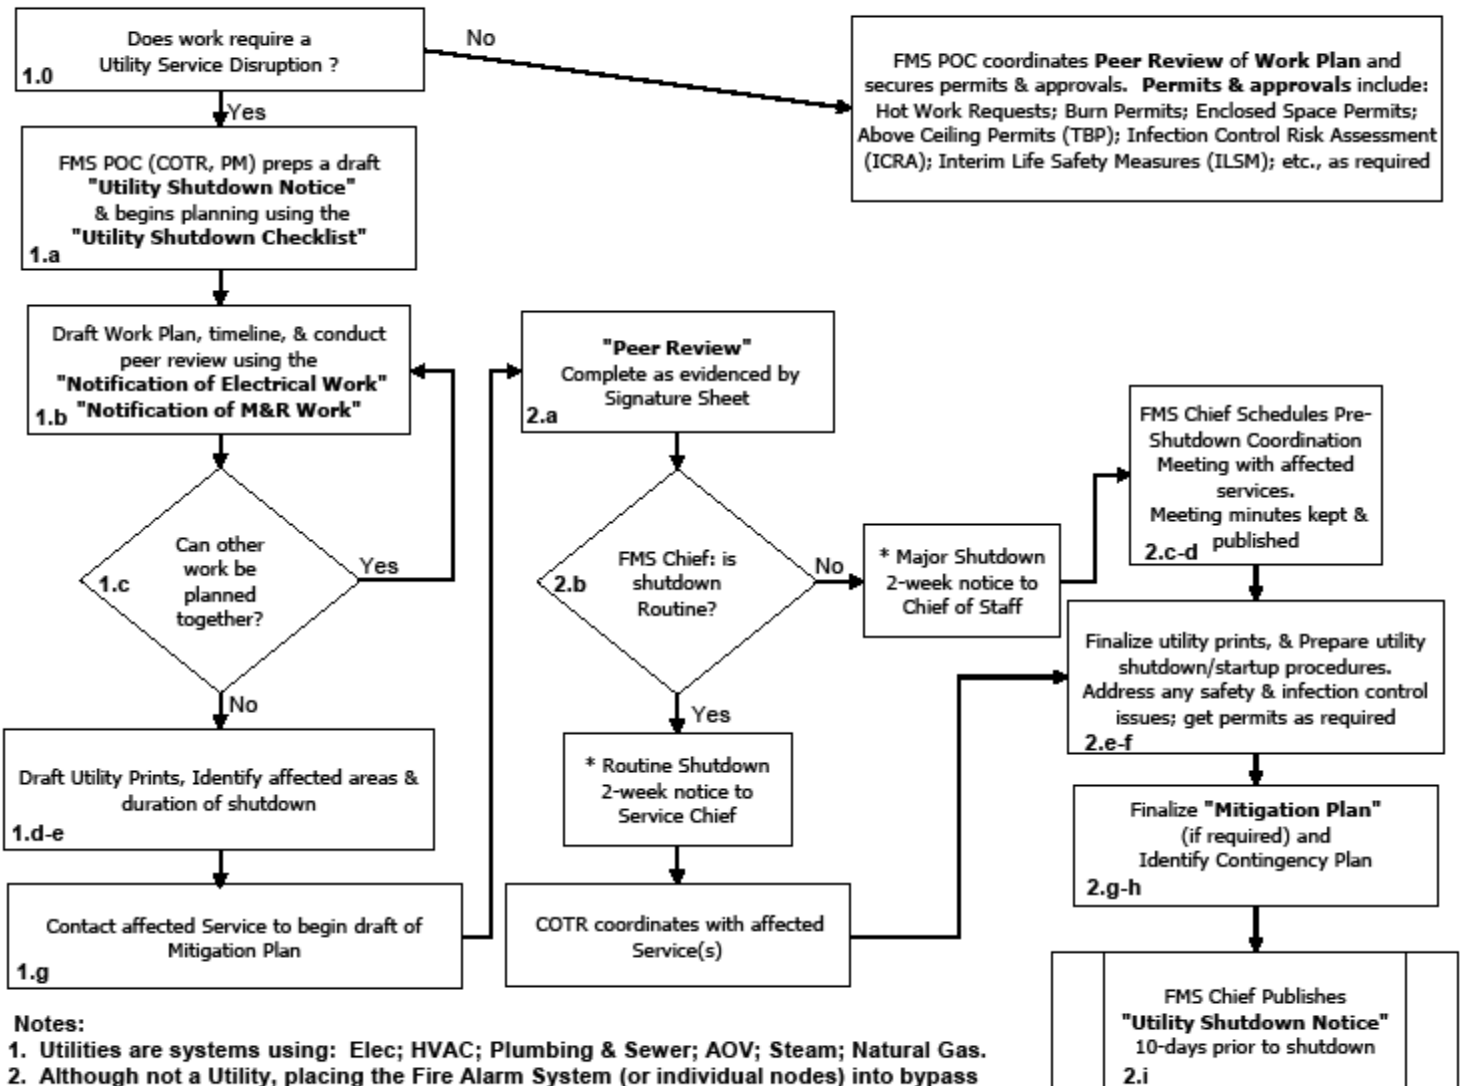 Does work require a
Utility Service Disruption ?
1.0
No
Yes
FMS POC coordinates Peer Review of Work Plan and
secures permits & approvals. Permits & approvals include:
Hot Work Requests; Burn Permits; Enclosed Space Permits;
Above Ceiling Permits (TBP); Infection Control Risk Assessment
(ICRA); Interim Life Safety Measures (ILSM); etc., as required
FMS POC (COTR, PM) preps a draft
"Utility Shutdown Notice"
& begins planning using the
"Utility Shutdown Checklist"
1.a
Draft Work Plan, timeline, & conduct
peer review using the
"Notification of Electrical Work"
"Notification of M&R Work"
1.b
Can other
work be
planned
together?
1.c
Yes
No
Draft Utility Prints, Identify affected areas &
duration of shutdown
1.d-e
Contact affected Service to begin draft of
Mitigation Plan
1.g
"Peer Review"
Complete as evidenced by
Signature Sheet
2.a
FMS Chief: is
shutdown
Routine?
2.b
No
Yes
* Major Shutdown
2-week notice to
Chief of Staff
* Routine Shutdown
2-week notice to
Service Chief
COTR coordinates with affected
Service(s)
FMS Chief Schedules Pre-
Shutdown Coordination
Meeting with affected
services.
Meeting minutes kept &
published
2.c-d
Finalize utility prints, & Prepare utility
shutdown/startup procedures.
Address any safety & infection control
issues; get permits as required
2.e-f
Finalize "Mitigation Plan"
(if required) and
Identify Contingency Plan
2.g-h
FMS Chief Publishes
"Utility Shutdown Notice"
10-days prior to shutdown
2.i
Notes:
1. Utilities are systems using: Elec; HVAC; Plumbing & Sewer; AOV; Steam; Natural Gas.
2. Although not a Utility, placing the Fire Alarm System (or individual nodes) into bypass